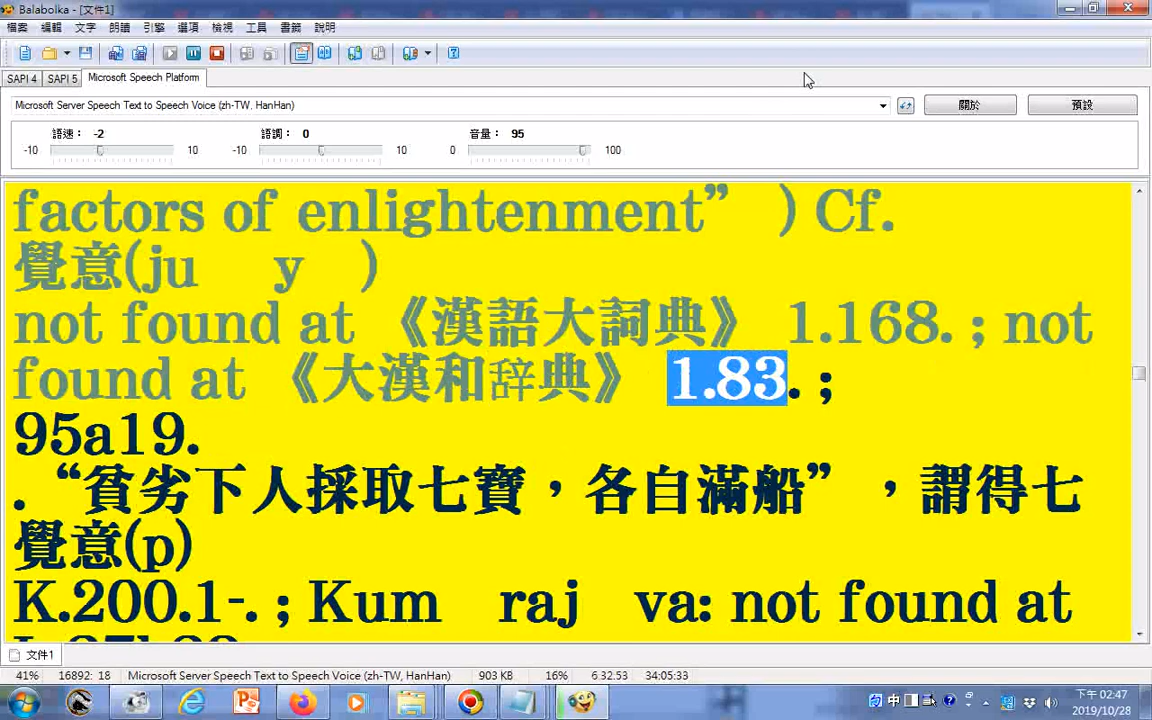 Balabolka - [文件1]
檔案 編輯 文字 朗讀 引擎 選項 檢視 工具 書籤 說明
SAPI 4 SAPI 5 Microsoft Speech Platform
Microsoft Server Speech Text to Speech Voice (zh-TW, HanHan) 關於 預設
語速： -2 語調： 0 音量： 95
-10 10 -10 10 0 100
factors of enlightenment” ) Cf.
覺意(ju y )
not found at 《漢語大詞典》 1.168. ; not
found at 《大漢和辞典》 1.83. ;
95a19.
.“貧劣下人採取七寶，各自滿船”，謂得七
覺意(p)
K.200.1-. ; Kum raj va: not found at
文件1
41% 16892: 18 Microsoft Server Speech Text to Speech Voice (zh-TW, HanHan) 903 KB 16% 6.32.53 34:05:33
中 下午 02:47
2019/10/28